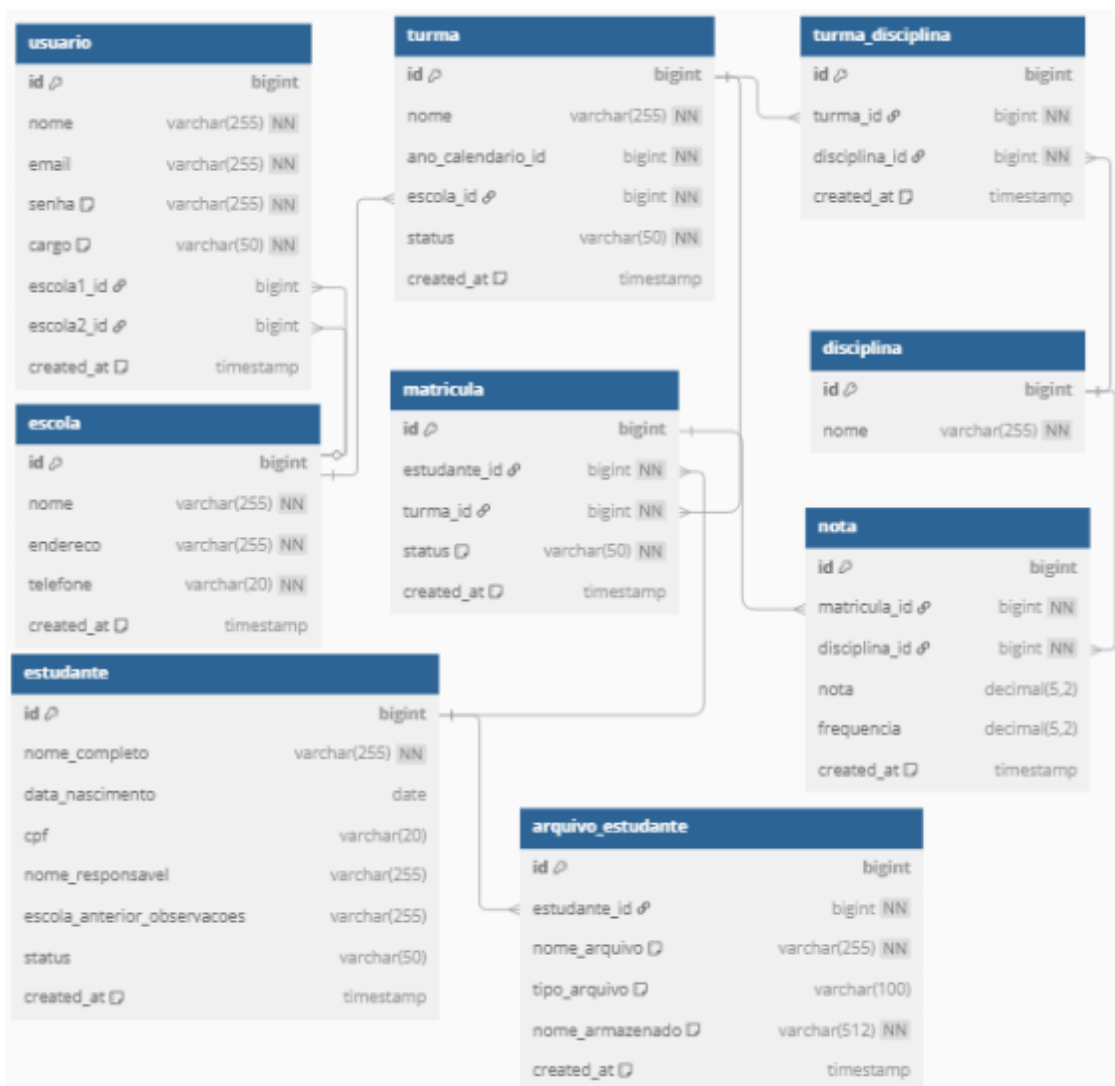 usuario
id bigint
nome varchar(255) NN
email varchar(255) NN
senha varchar(255) NN
cargo varchar(50) NN
escola1_id bigint
escola2_id bigint
created_at timestamp
escola
id bigint
nome varchar(255) NN
endereco varchar(255) NN
telefone varchar(20) NN
created_at timestamp
estudante
id bigint
nome_completo varchar(255) NN
data_nascimento date
cpf varchar(20)
nome_responsavel varchar(255)
escola_anterior_observacoes varchar(255)
status varchar(50)
created_at timestamp
turma
id bigint
nome varchar(255) NN
ano_calendario_id bigint NN
escola_id bigint NN
status varchar(50) NN
created_at timestamp
matricula
id bigint
estudante_id bigint NN
turma_id bigint NN
status varchar(50) NN
created_at timestamp
arquivo_estudante
id bigint
estudante_id bigint NN
nome_arquivo varchar(255) NN
tipo_arquivo varchar(100)
nome_armazenado varchar(512) NN
created_at timestamp
turma_disciplina
id bigint
turma_id bigint NN
disciplina_id bigint NN
created_at timestamp
disciplina
id bigint
nome varchar(255) NN
nota
id bigint
matricula_id bigint NN
disciplina_id bigint NN
nota decimal(5,2)
frequencia decimal(5,2)
created_at timestamp